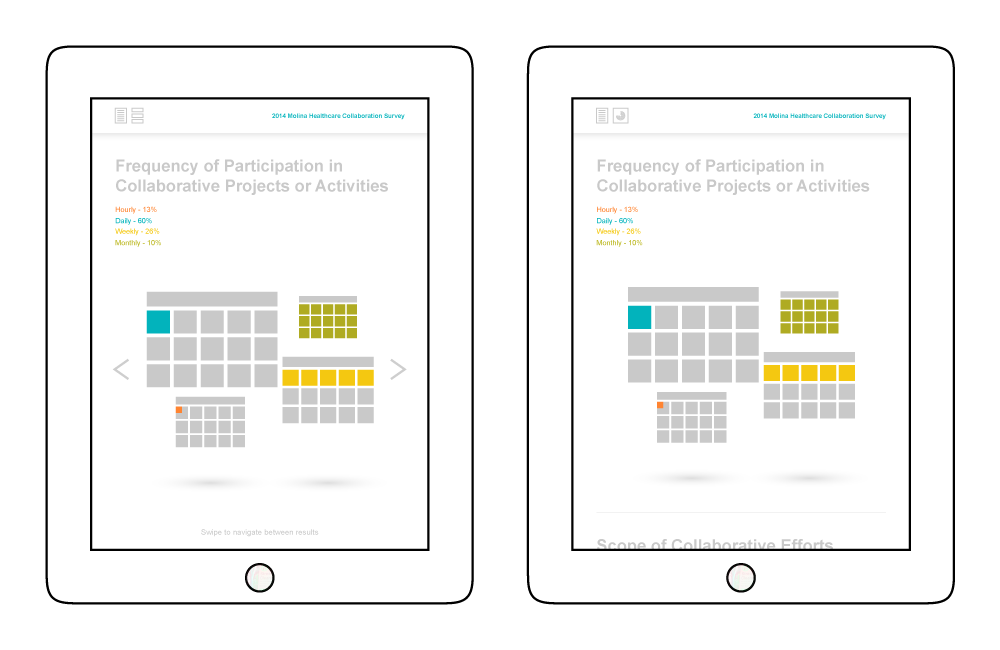 2014 Molina Healthcare Collaboration Survey
Frequency of Participation in
Collaborative Projects or Activities
Hourly - 13%
Daily - 60%
Weekly - 26%
Monthly - 10%
Swipe to navigate between results
2014 Molina Healthcare Collaboration Survey
Frequency of Participation in
Collaborative Projects or Activities
Hourly - 13%
Daily - 60%
Weekly - 26%
Monthly - 10%
Scope of Collaborative Efforts